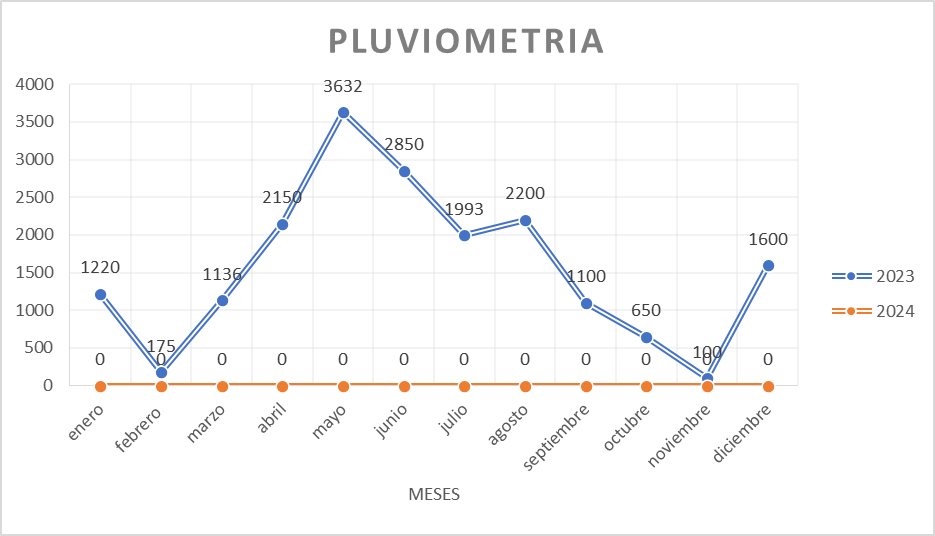 PLUVIOMETRIA
4000
3500
3000
2500
2000
1500
1000
500
0
1220
175
1136
2150
3632
2850
1993
2200
1100
650
100
1600
0 0 0 0 0 0 0 0 0 0 0 0
enero
febrero
marzo
abril
mayo
junio
julio
agosto
septiembre
octubre
noviembre
diciembre
MESES
2023
2024